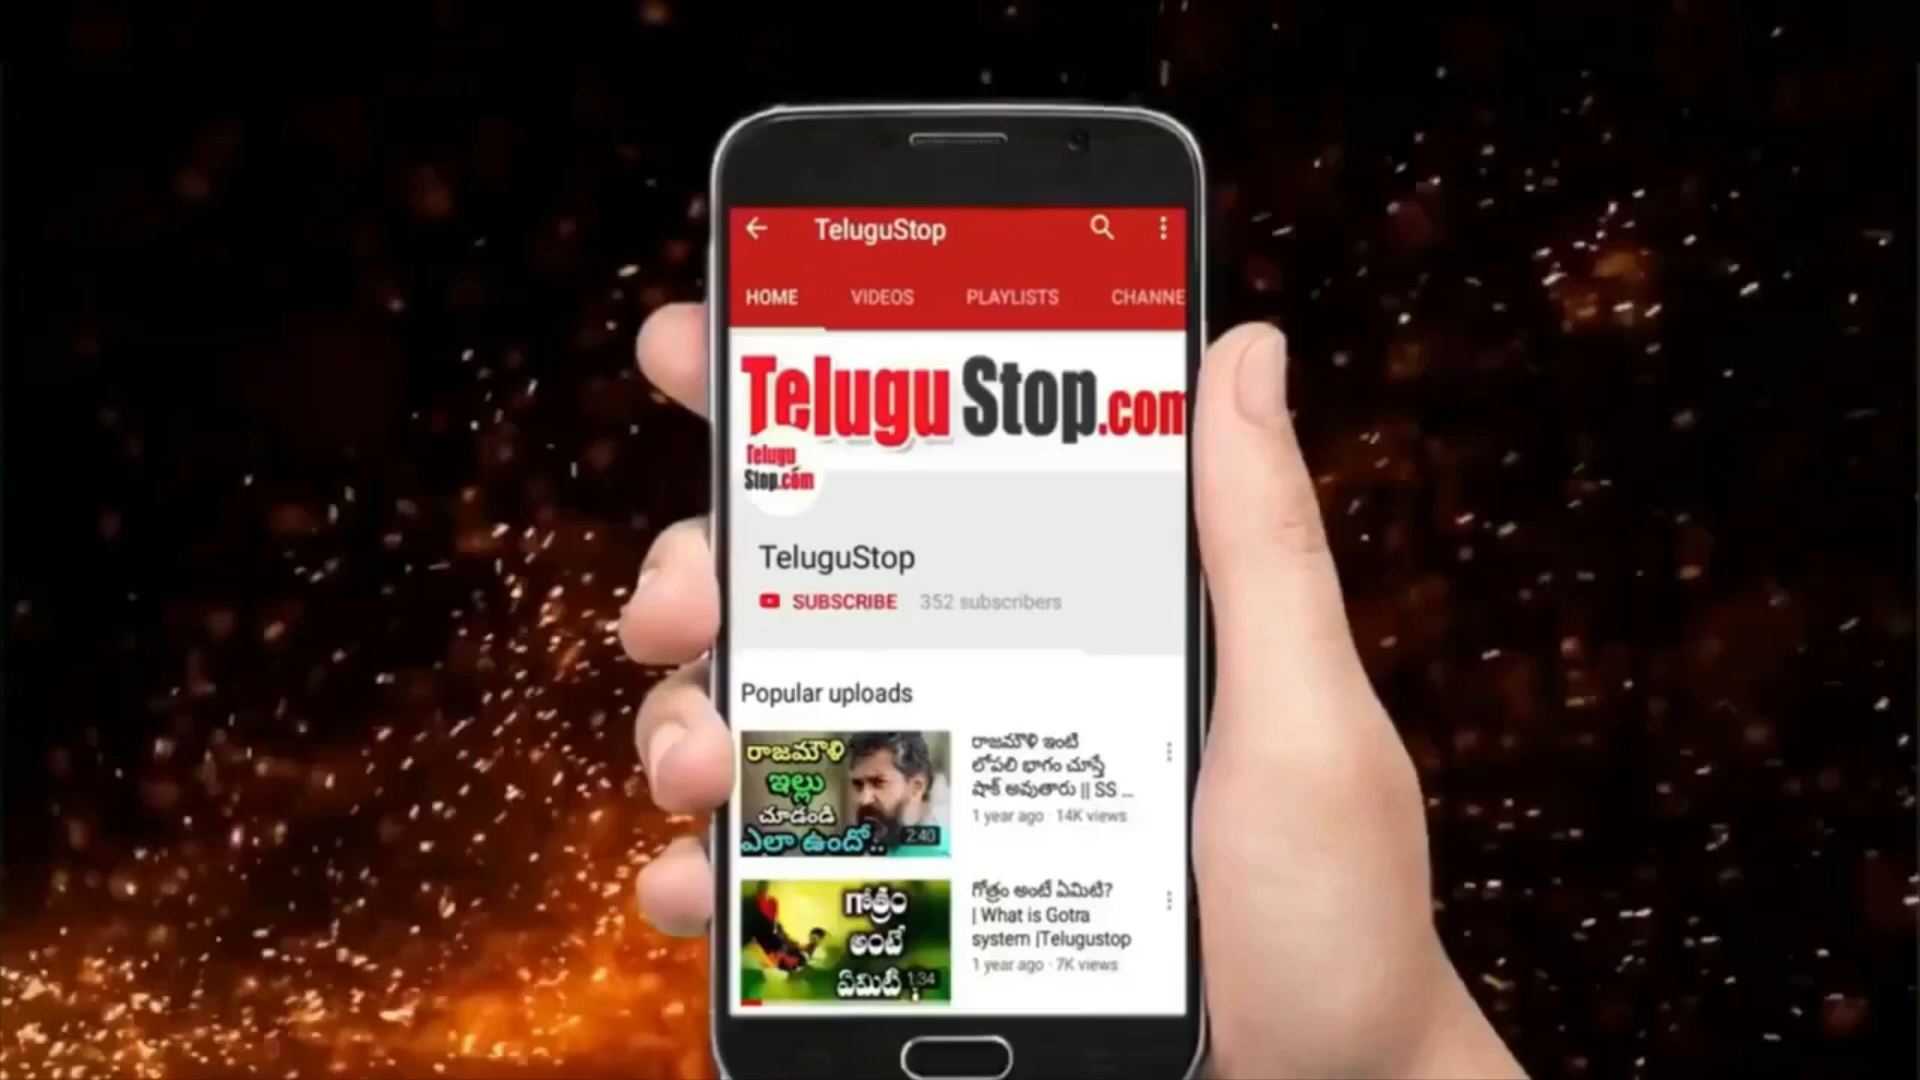 TeluguStop
HOME VIDEOS PLAYLISTS CHANNE
Telugu Stop.com
Telugu
Stop.com
TeluguStop
SUBSCRIBE 352 subscribers
Popular uploads
రాజమౌళి
ఇల్లు
చూడండి
ఎలా ఉందో..
2:40
రాజమౌళి ఇంటి
లోపలి భాగం చూస్తే
షాక్ అవుతారు || SS ...
1 year ago · 14K views
గోత్రం
అంటే
ఏమిటి ?
1:34
గోత్రం అంటే ఏమిటి?
| What is Gotra
system |Telugustop
1 year ago · 7K views